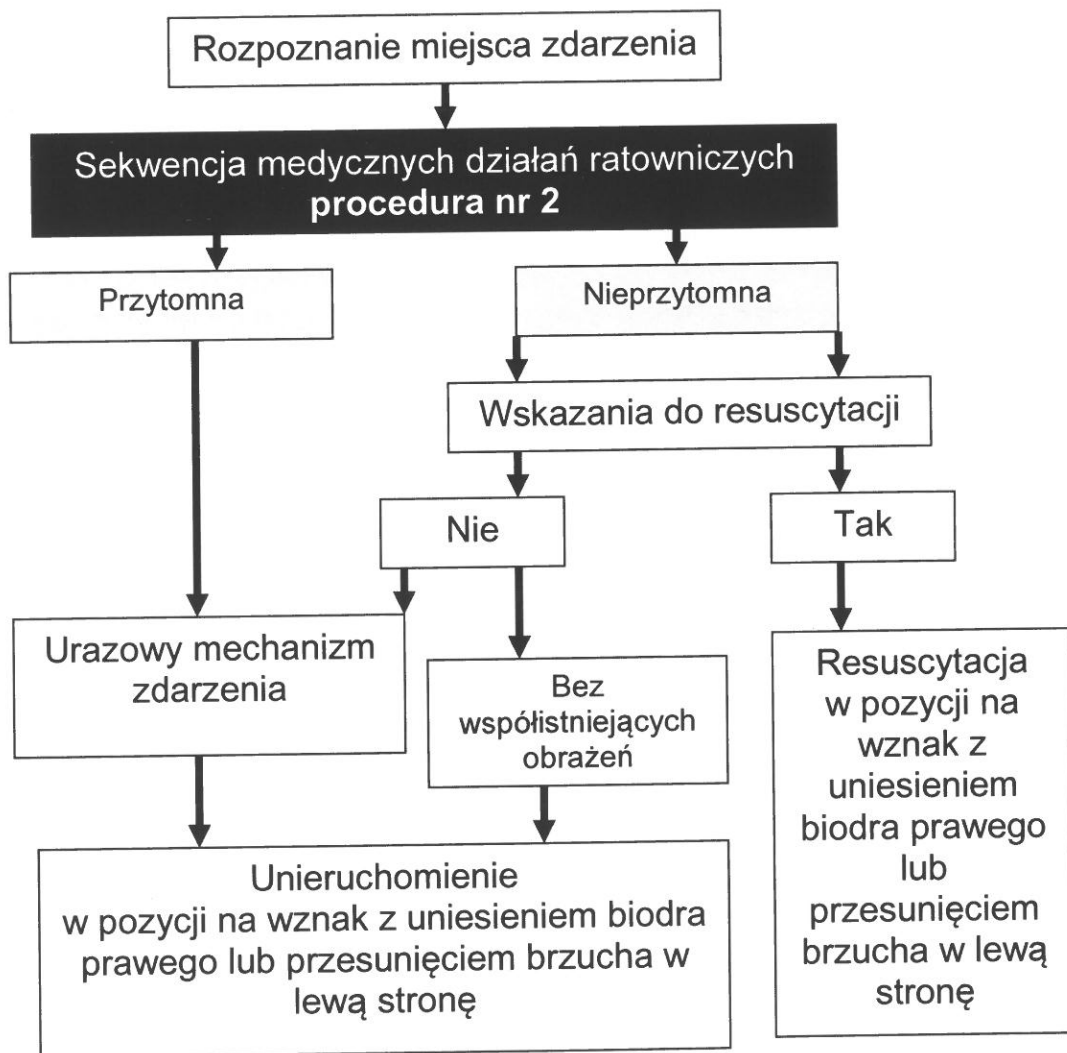 Rozpoznanie miejsca zdarzenia
Sekwencja medycznych działań ratowniczych
procedura nr 2
Przytomna
Nieprzytomna
Wskazania do resuscytacji
Nie
Tak
Urazowy mechanizm
zdarzenia
Bez
współistniejących
obrażeń
Resuscytacja
w pozycji na
wznak z
uniesieniem
biodra prawego
lub
przesunięciem
brzucha w lewą
stronę
Unieruchomienie
w pozycji na wznak z uniesieniem biodra
prawego lub przesunięciem brzucha w
lewą stronę